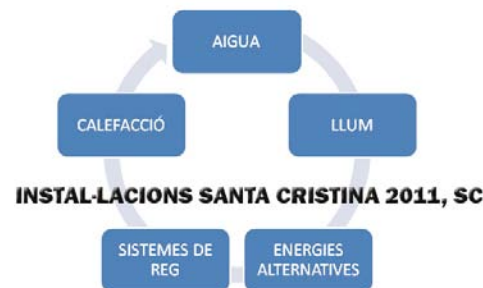 AIGUA
CALEFACCIÓ
LLUM
INSTAL·LACIONS SANTA CRISTINA 2011, SC
SISTEMES DE
REG
ENERGIES
ALTERNATIVES